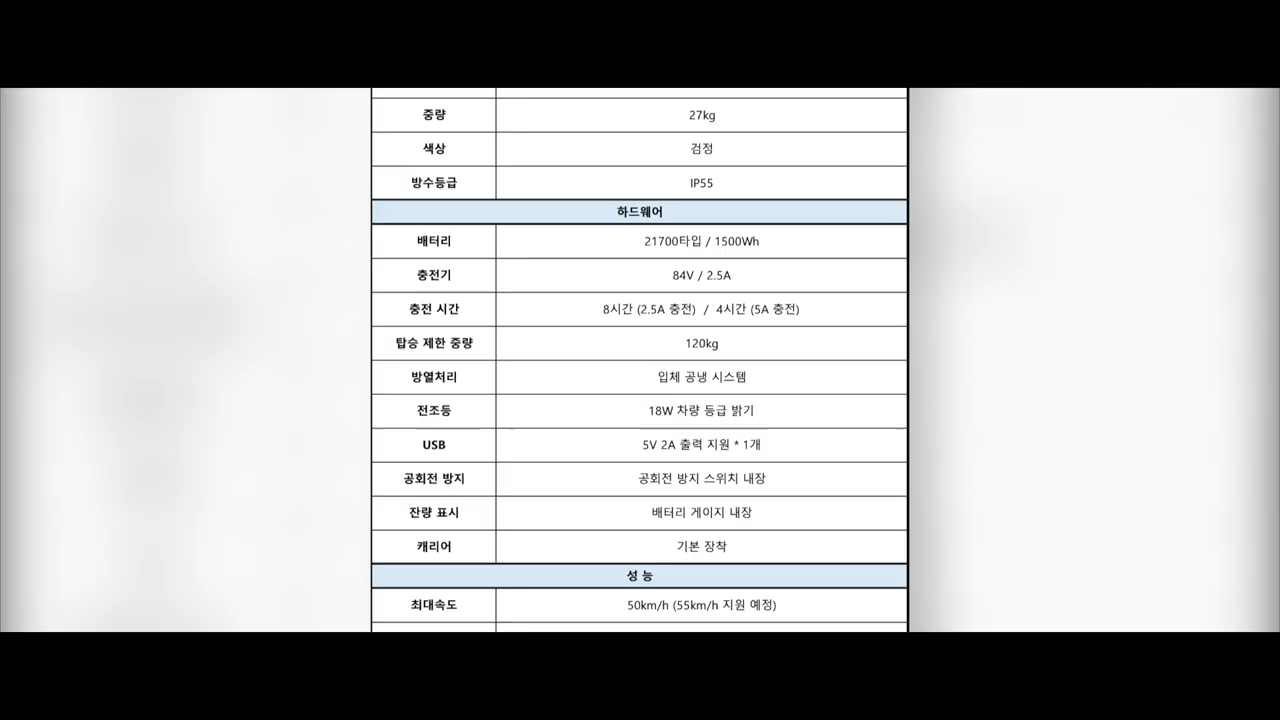 중량 27kg
색상 검정
방수등급 IP55
하드웨어
배터리 21700타입 / 1500Wh
충전기 84V / 2.5A
충전 시간 8시간 (2.5A 충전) / 4시간 (5A 충전)
탑승 제한 중량 120kg
방열처리 입체 공냉 시스템
전조등 18W 차량 등급 밝기
USB 5V 2A 출력 지원 * 1개
공회전 방지 공회전 방지 스위치 내장
잔량 표시 배터리 게이지 내장
캐리어 기본 장착
성 능
최대속도 50km/h (55km/h 지원 예정)